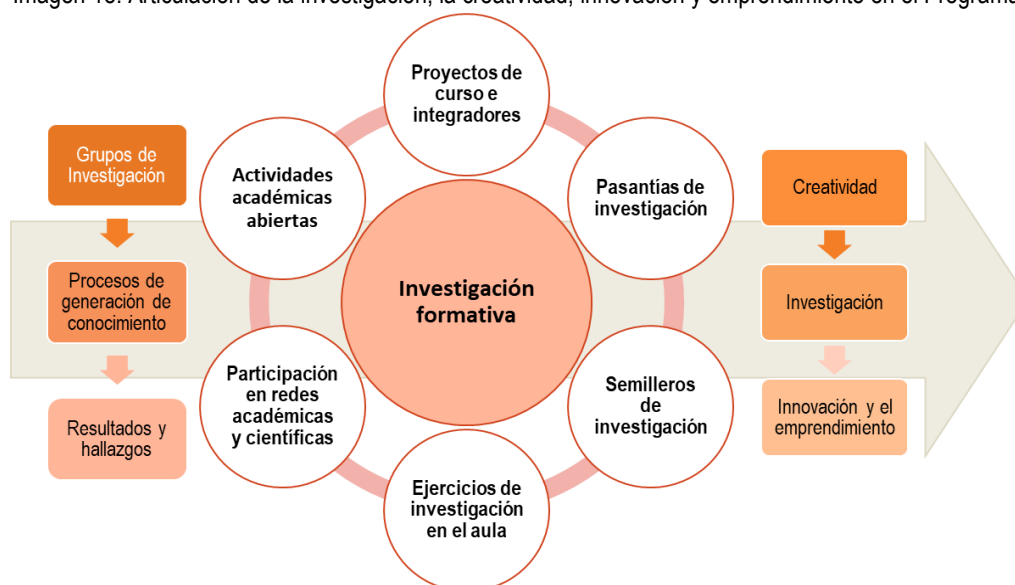 Imagen Articulación de la investigación, la creatividad, innovación y emprendimiento en el Programa
Proyectos de
curso e
integradores
Grupos de
Investigación
Actividades
académicas
abiertas
Pasantías de
investigación
Creatividad
Procesos de
generación de
conocimiento
Investigación
formativa
Investigación
Participación
en redes
académicas
y científicas
Semilleros
de
investigación
Resultados y
hallazgos
Innovación y el
emprendimiento
Ejercicios de
investigación
en el aula